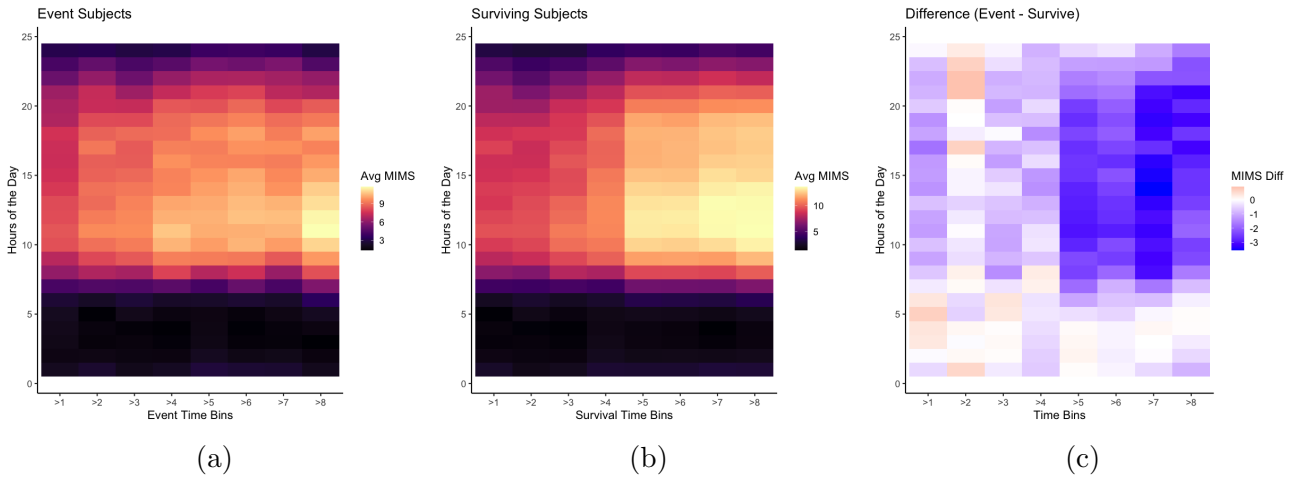 Event Subjects
25
20
15
10
5
0
Hours of the Day
>1 >2 >3 >4 >5 >6 >7 >8
Event Time Bins
Avg MIMS
9
6
3
(a)
Surviving Subjects
25
20
15
10
5
0
Hours of the Day
>1 >2 >3 >4 >5 >6 >7 >8
Survival Time Bins
Avg MIMS
10
5
(b)
Difference (Event - Survive)
25
20
15
10
5
0
Hours of the Day
>1 >2 >3 >4 >5 >6 >7 >8
Time Bins
MIMS Diff
0
-1
-2
-3
(c)